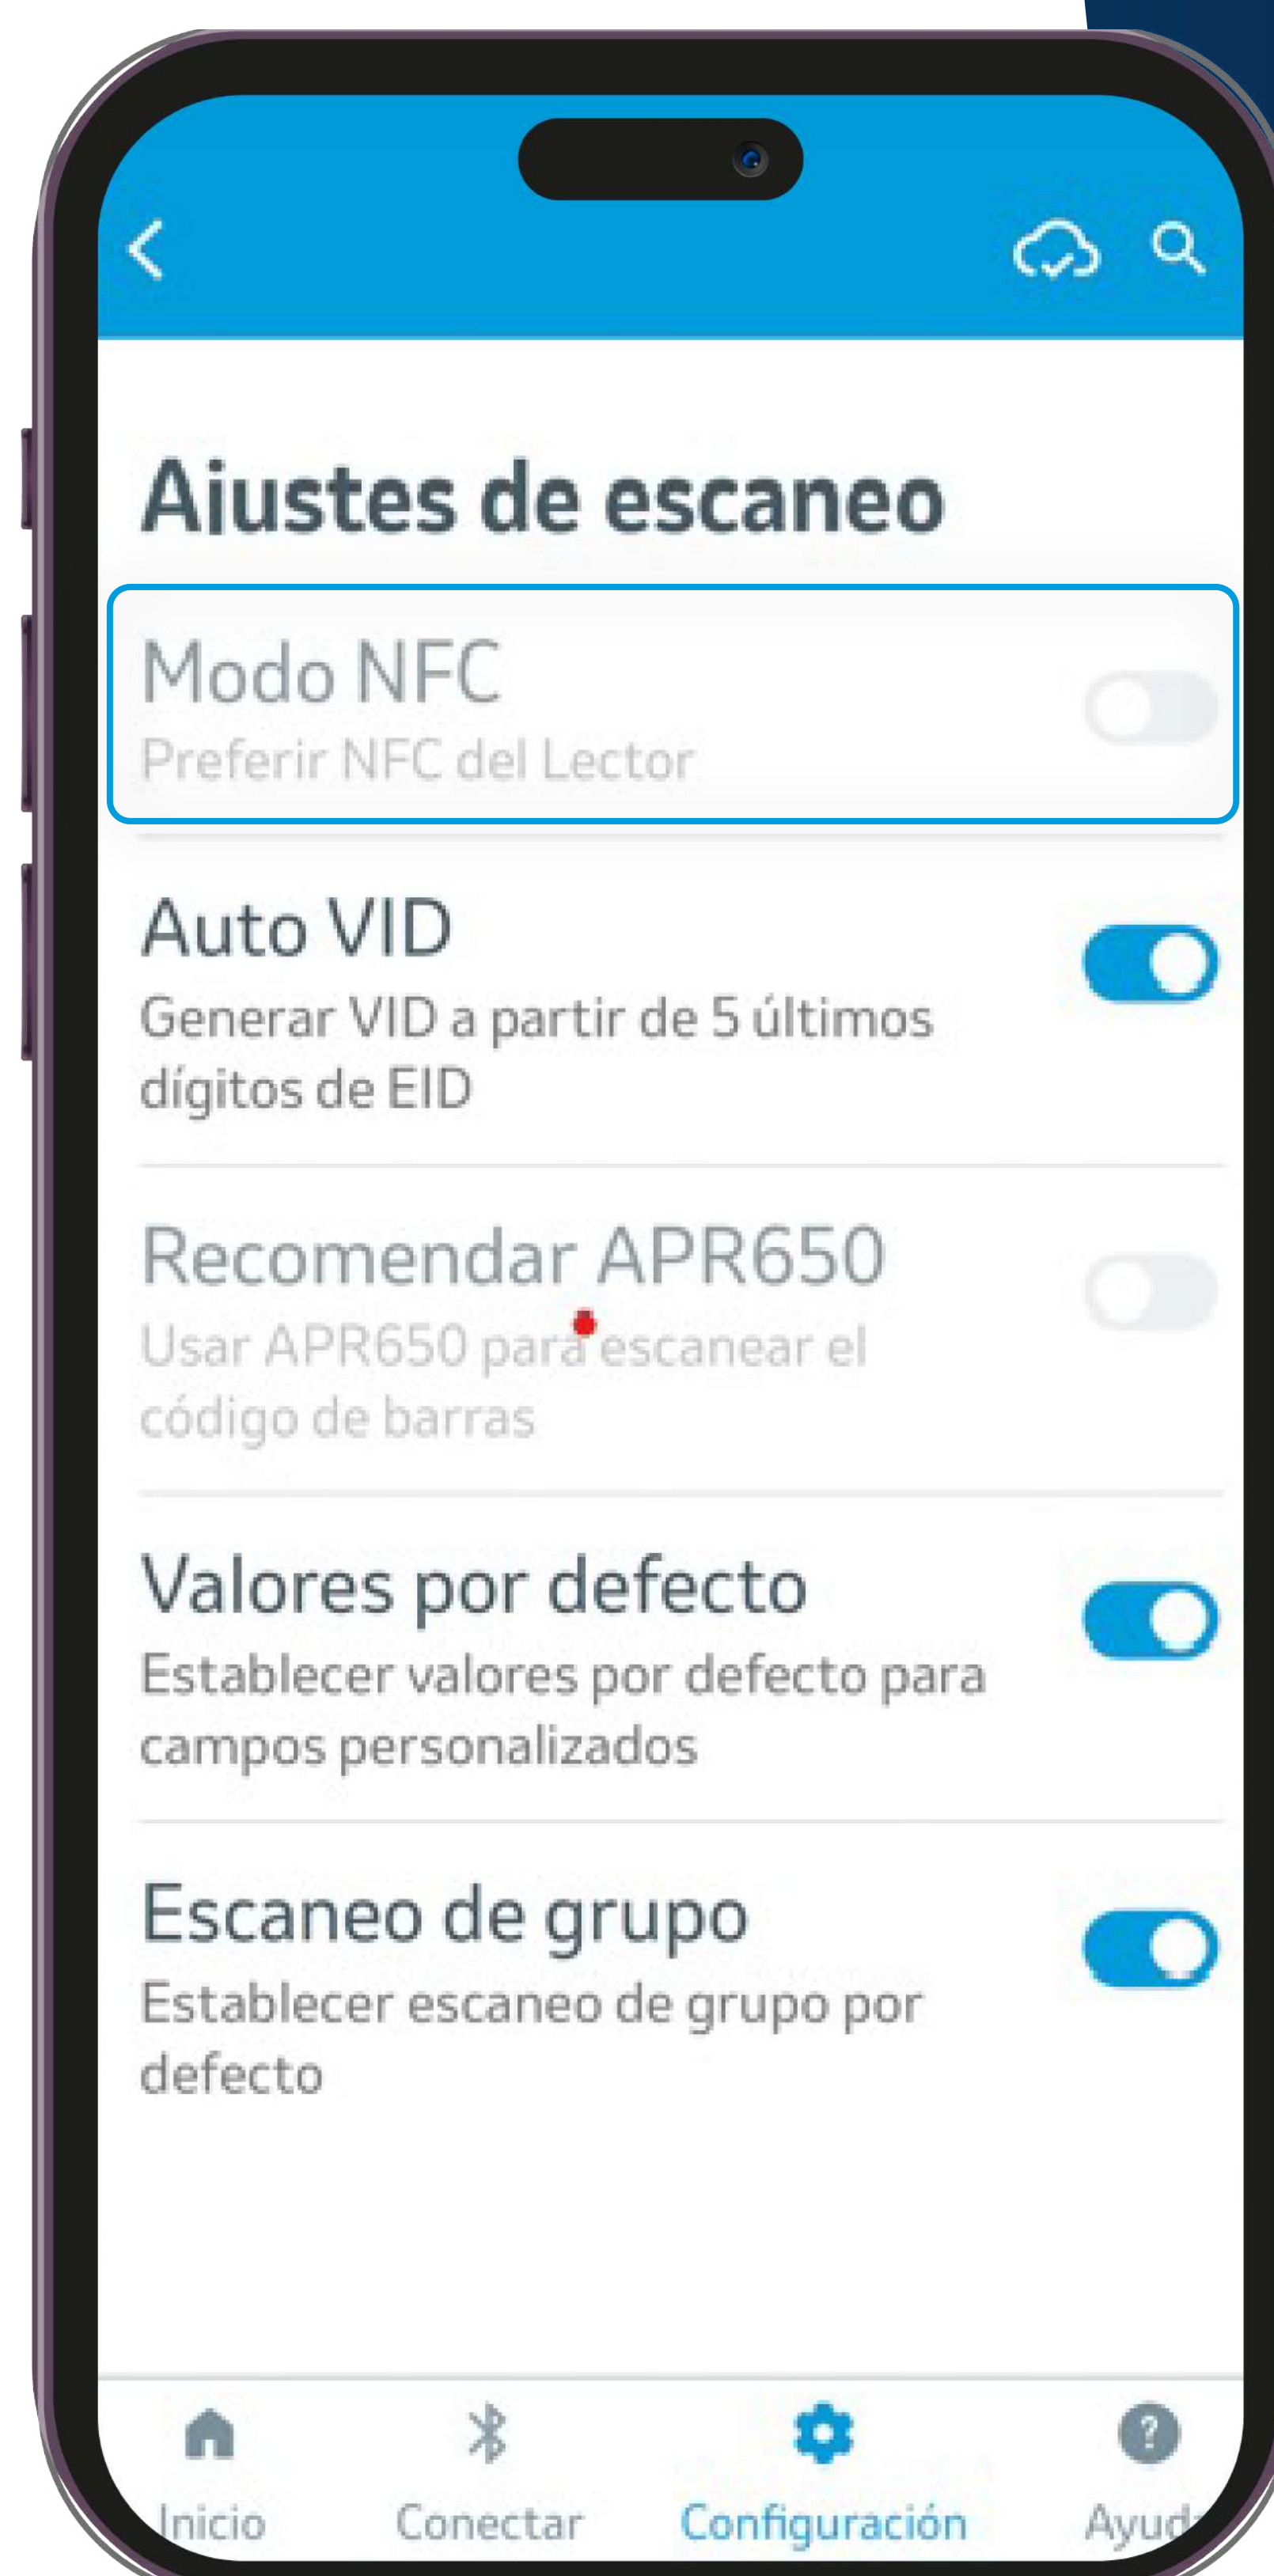 Ajustes de escaneo
Modo NFC
Preferir NFC del Lector
Auto VID
Generar VID a partir de 5 últimos
dígitos de EID
Recomendar APR650
Usar APR650 para escanear el
código de barras
Valores por defecto
Establecer valores por defecto para
campos personalizados
Escaneo de grupo
Establecer escaneo de grupo por
defecto
Inicio
Conectar
Configuración
Ayuda